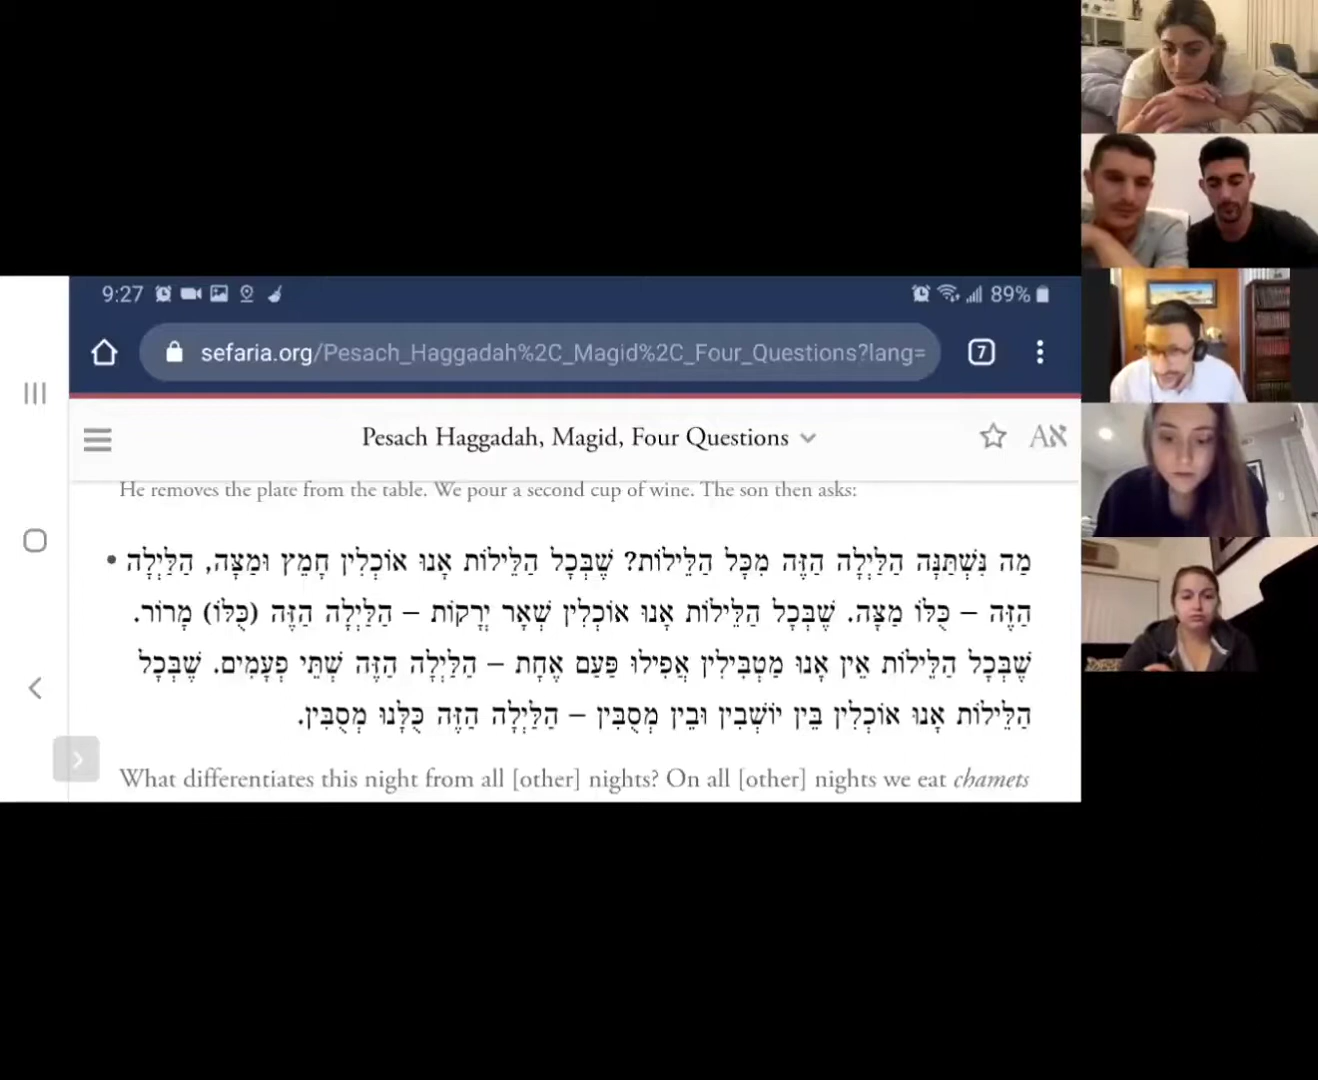 9:27
89%
sefaria.org/Pesach_Haggadah%2C_Magid%2C_Four_Questions?lang=
7
Pesach Haggadah, Magid, Four Questions
Aא
He removes the plate from the table. We pour a second cup of wine. The son then asks:
מַה נִּשְׁתַּנָּה הַלַּיְלָה הַזֶּה מִכָּל הַלֵּילוֹת? שֶׁבְּכָל הַלֵּילוֹת אָנוּ אוֹכְלִין חָמֵץ וּמַצָּה, הַלַּיְלָה
הַזֶּה – כֻּלּוֹ מַצָּה. שֶׁבְּכָל הַלֵּילוֹת אָנוּ אוֹכְלִין שְׁאָר יְרָקוֹת – הַלַּיְלָה הַזֶּה (כֻּלּוֹ) מָרוֹר.
שֶׁבְּכָל הַלֵּילוֹת אֵין אָנוּ מַטְבִּילִין אֲפִילוּ פַּעַם אֶחָת – הַלַּיְלָה הַזֶּה שְׁתֵּי פְעָמִים. שֶׁבְּכָל
הַלֵּילוֹת אָנוּ אוֹכְלִין בֵּין יוֹשְׁבִין וּבֵין מְסֻבִּין – הַלַּיְלָה הַזֶּה כֻּלָּנוּ מְסֻבִּין.
What differentiates this night from all [other] nights? On all [other] nights we eat chamets